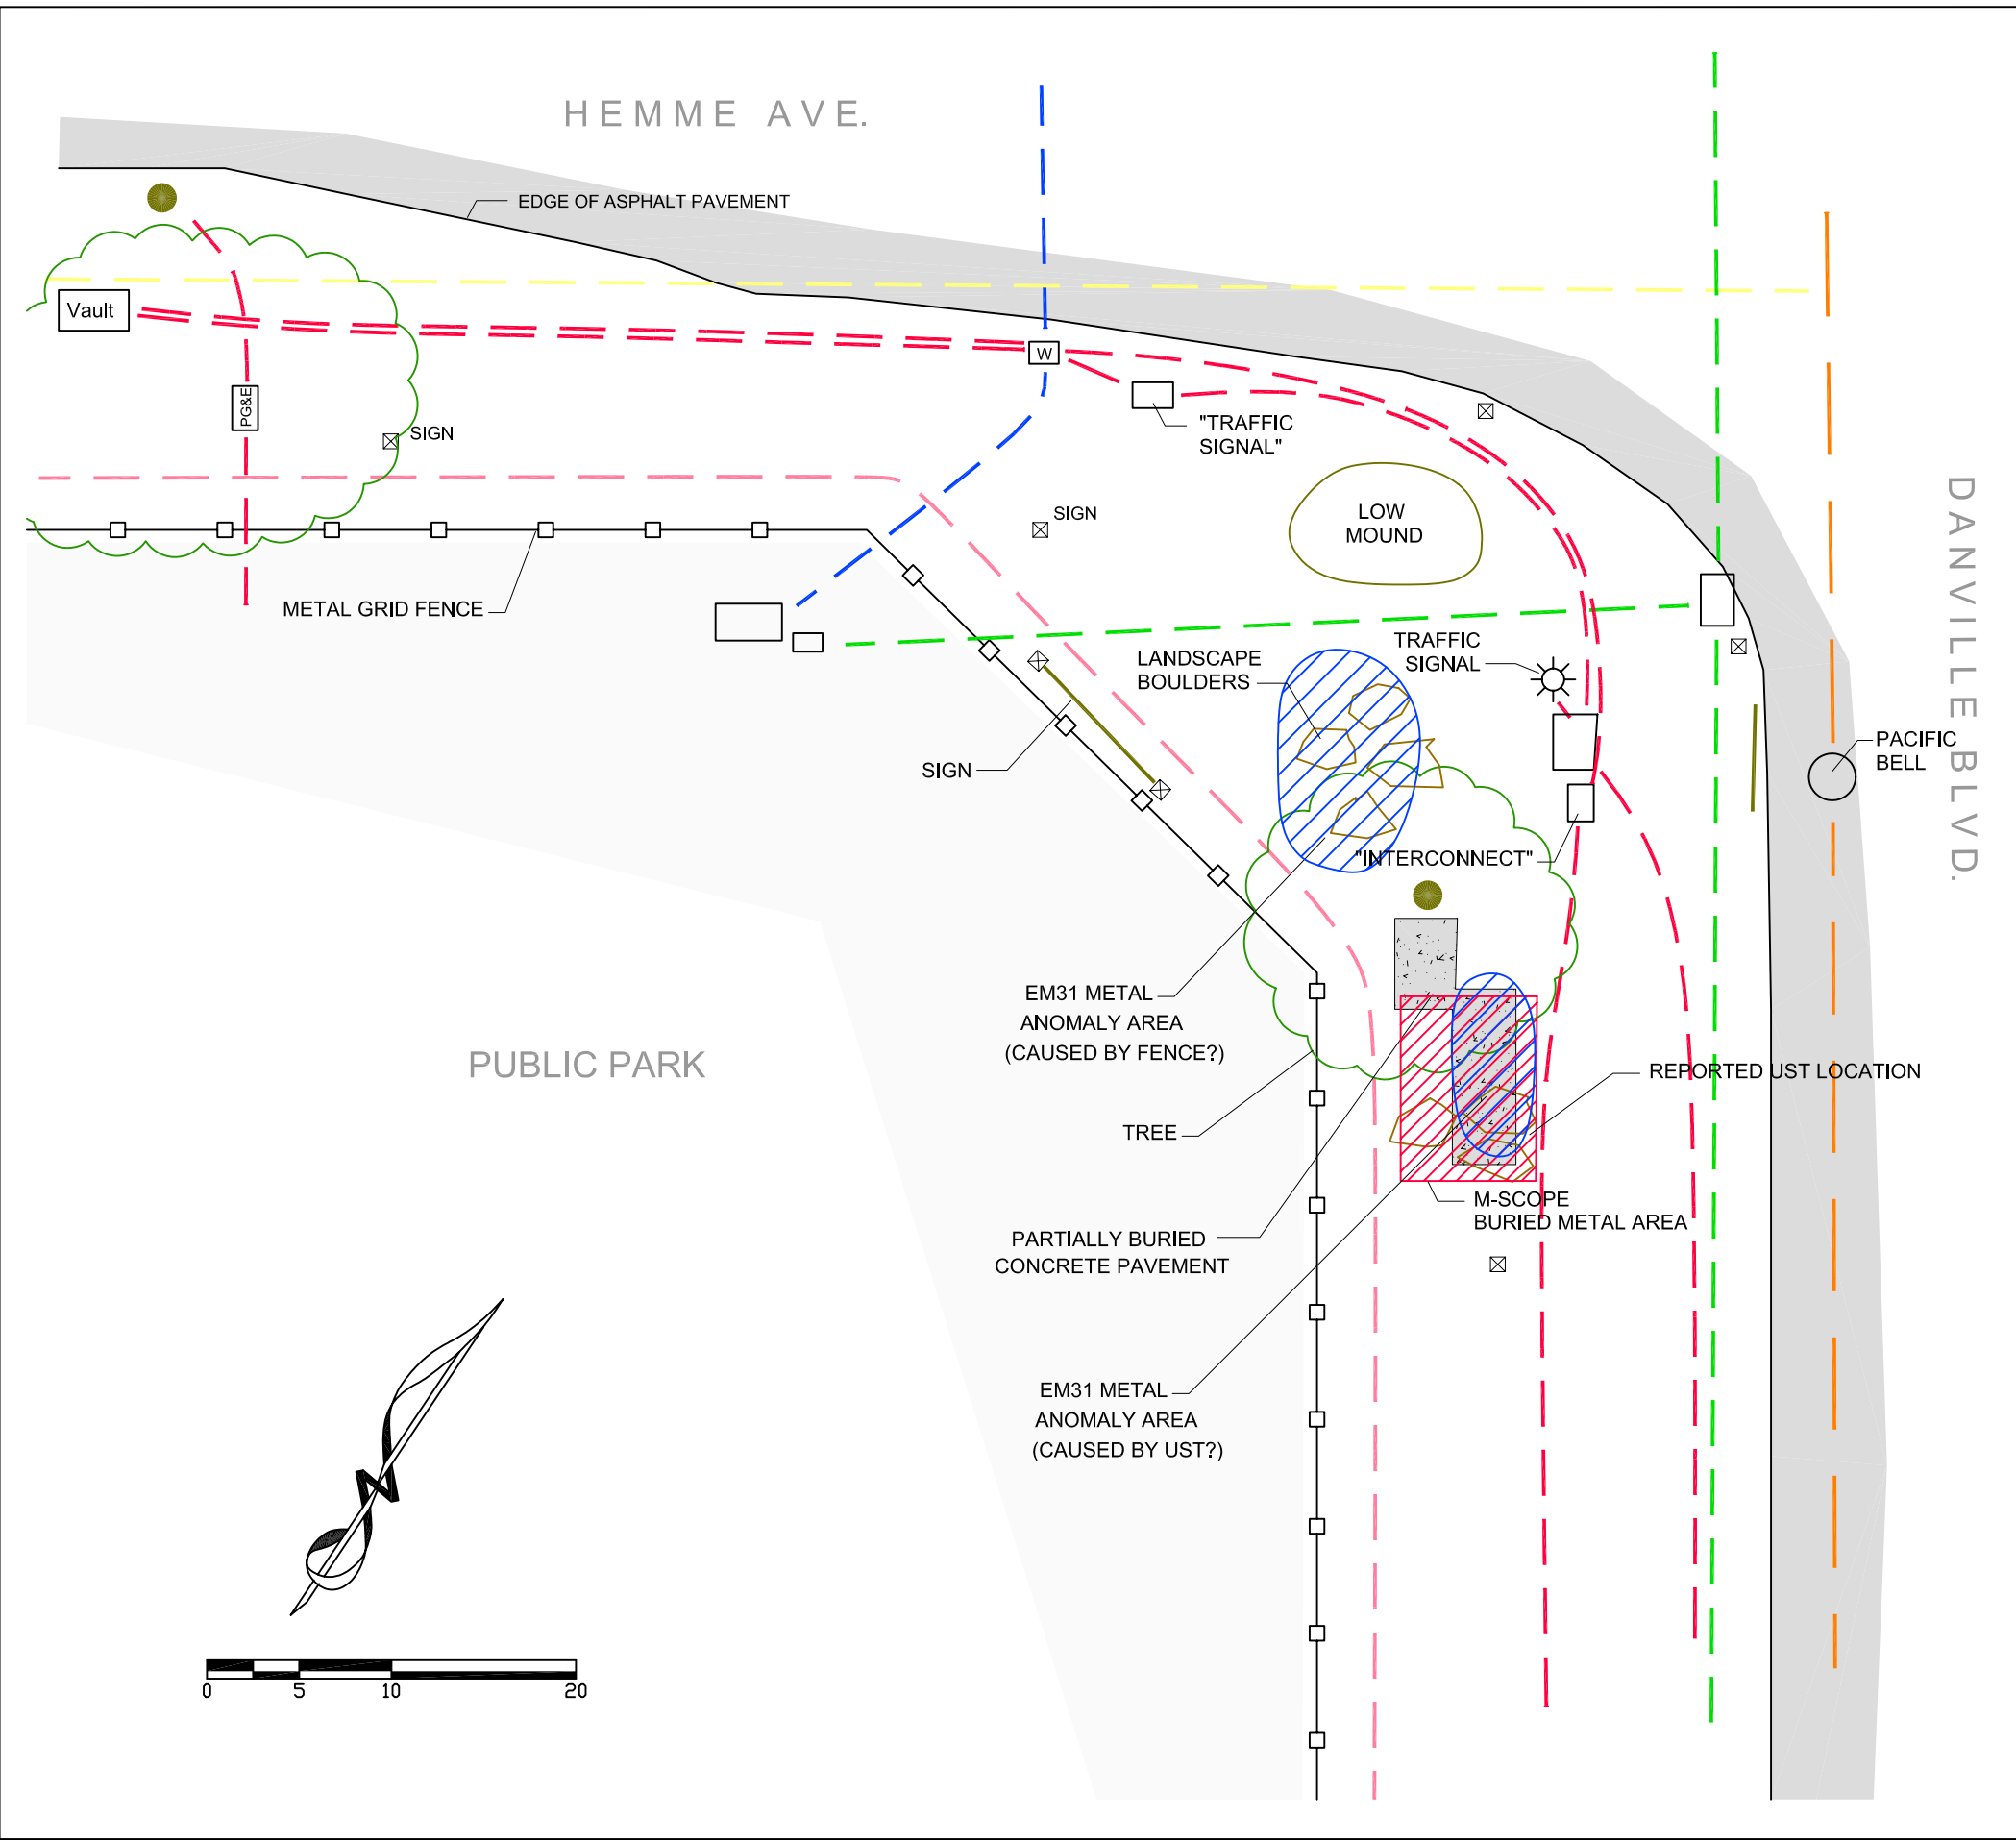 HEMME AVE.
EDGE OF ASPHALT PAVEMENT
Vault
W
PG&E
"TRAFFIC
SIGNAL"
SIGN
SIGN
LOW
MOUND
DANVILLE BLVD.
METAL GRID FENCE
LANDSCAPE
BOULDERS
TRAFFIC
SIGNAL
PACIFIC
BELL
SIGN
"INTERCONNECT"
EM31 METAL
ANOMALY AREA
(CAUSED BY FENCE?)
PUBLIC PARK
REPORTED UST LOCATION
TREE
M-SCOPE
BURIED METAL AREA
PARTIALLY BURIED
CONCRETE PAVEMENT
EM31 METAL
ANOMALY AREA
(CAUSED BY UST?)
N
0 5 10 20